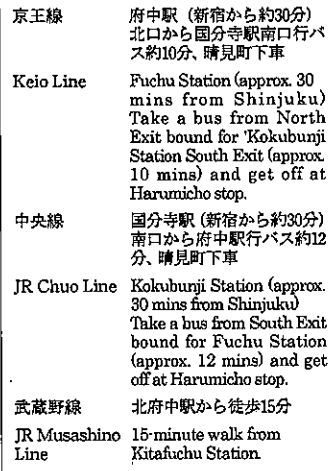 京王線 府中駅（新宿から約30分）
北口から国分寺駅南口行バ
ス約10分、晴見町下車
Keio Line Fuchu Station (approx. 30
mins from Shinjuku)
Take a bus from North
Exit bound for 'Kokubunji
Station South Exit (approx.
10 mins) and get off at
Harumicho stop.
中央線 国分寺駅（新宿から約30分）
南口から府中駅行バス約12
分、晴見町下車
JR Chuo Line Kokubunji Station (approx.
30 mins from Shinjuku)
Take a bus from South Exit
bound for Fuchu Station
(approx. 12 mins) and get
off at Harumicho stop.
武蔵野線 北府中駅から徒歩15分
JR Musashino 15-minute walk from
Line Kitafuchu Station